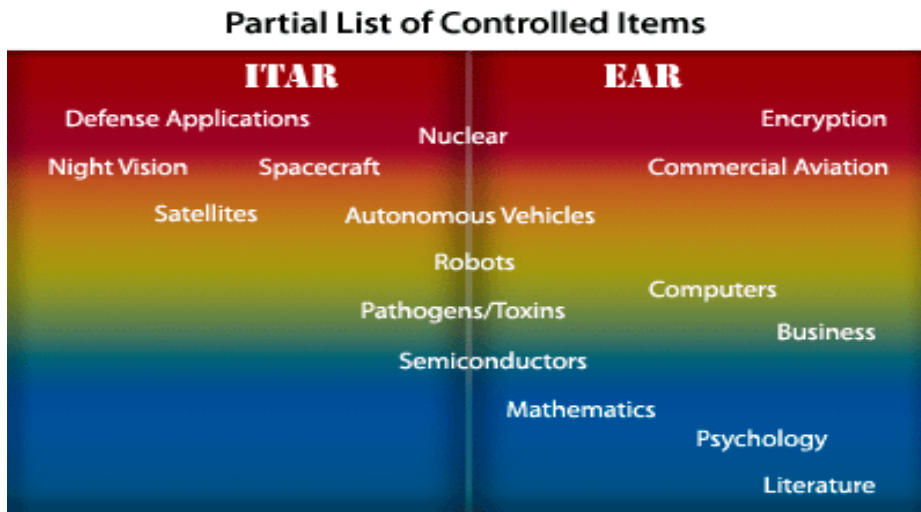 Partial List of Controlled Items
ITAR
EAR
Defense Applications
Nuclear
Encryption
Night Vision
Spacecraft
Commercial Aviation
Satellites
Autonomous Vehicles
Robots
Computers
Pathogens/Toxins
Business
Semiconductors
Mathematics
Psychology
Literature